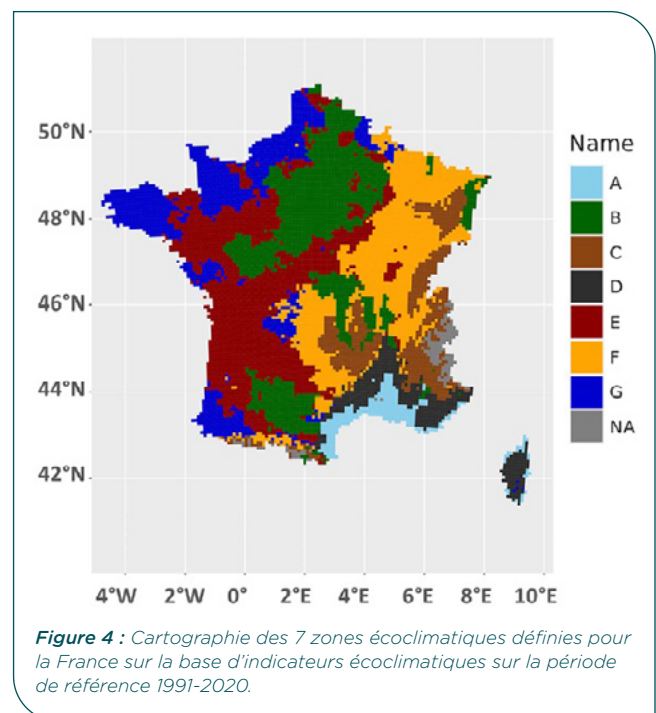 Name
A
B
C
D
E
F
G
NA
50°N
48°N
46°N
44°N
42°N
4°W 2°W 0° 2°E 4°E 6°E 8°E 10°E
Figure 4 : Cartographie des 7 zones écoclimatiques définies pour
la France sur la base d'indicateurs écoclimatiques sur la période
de référence 1991-2020.